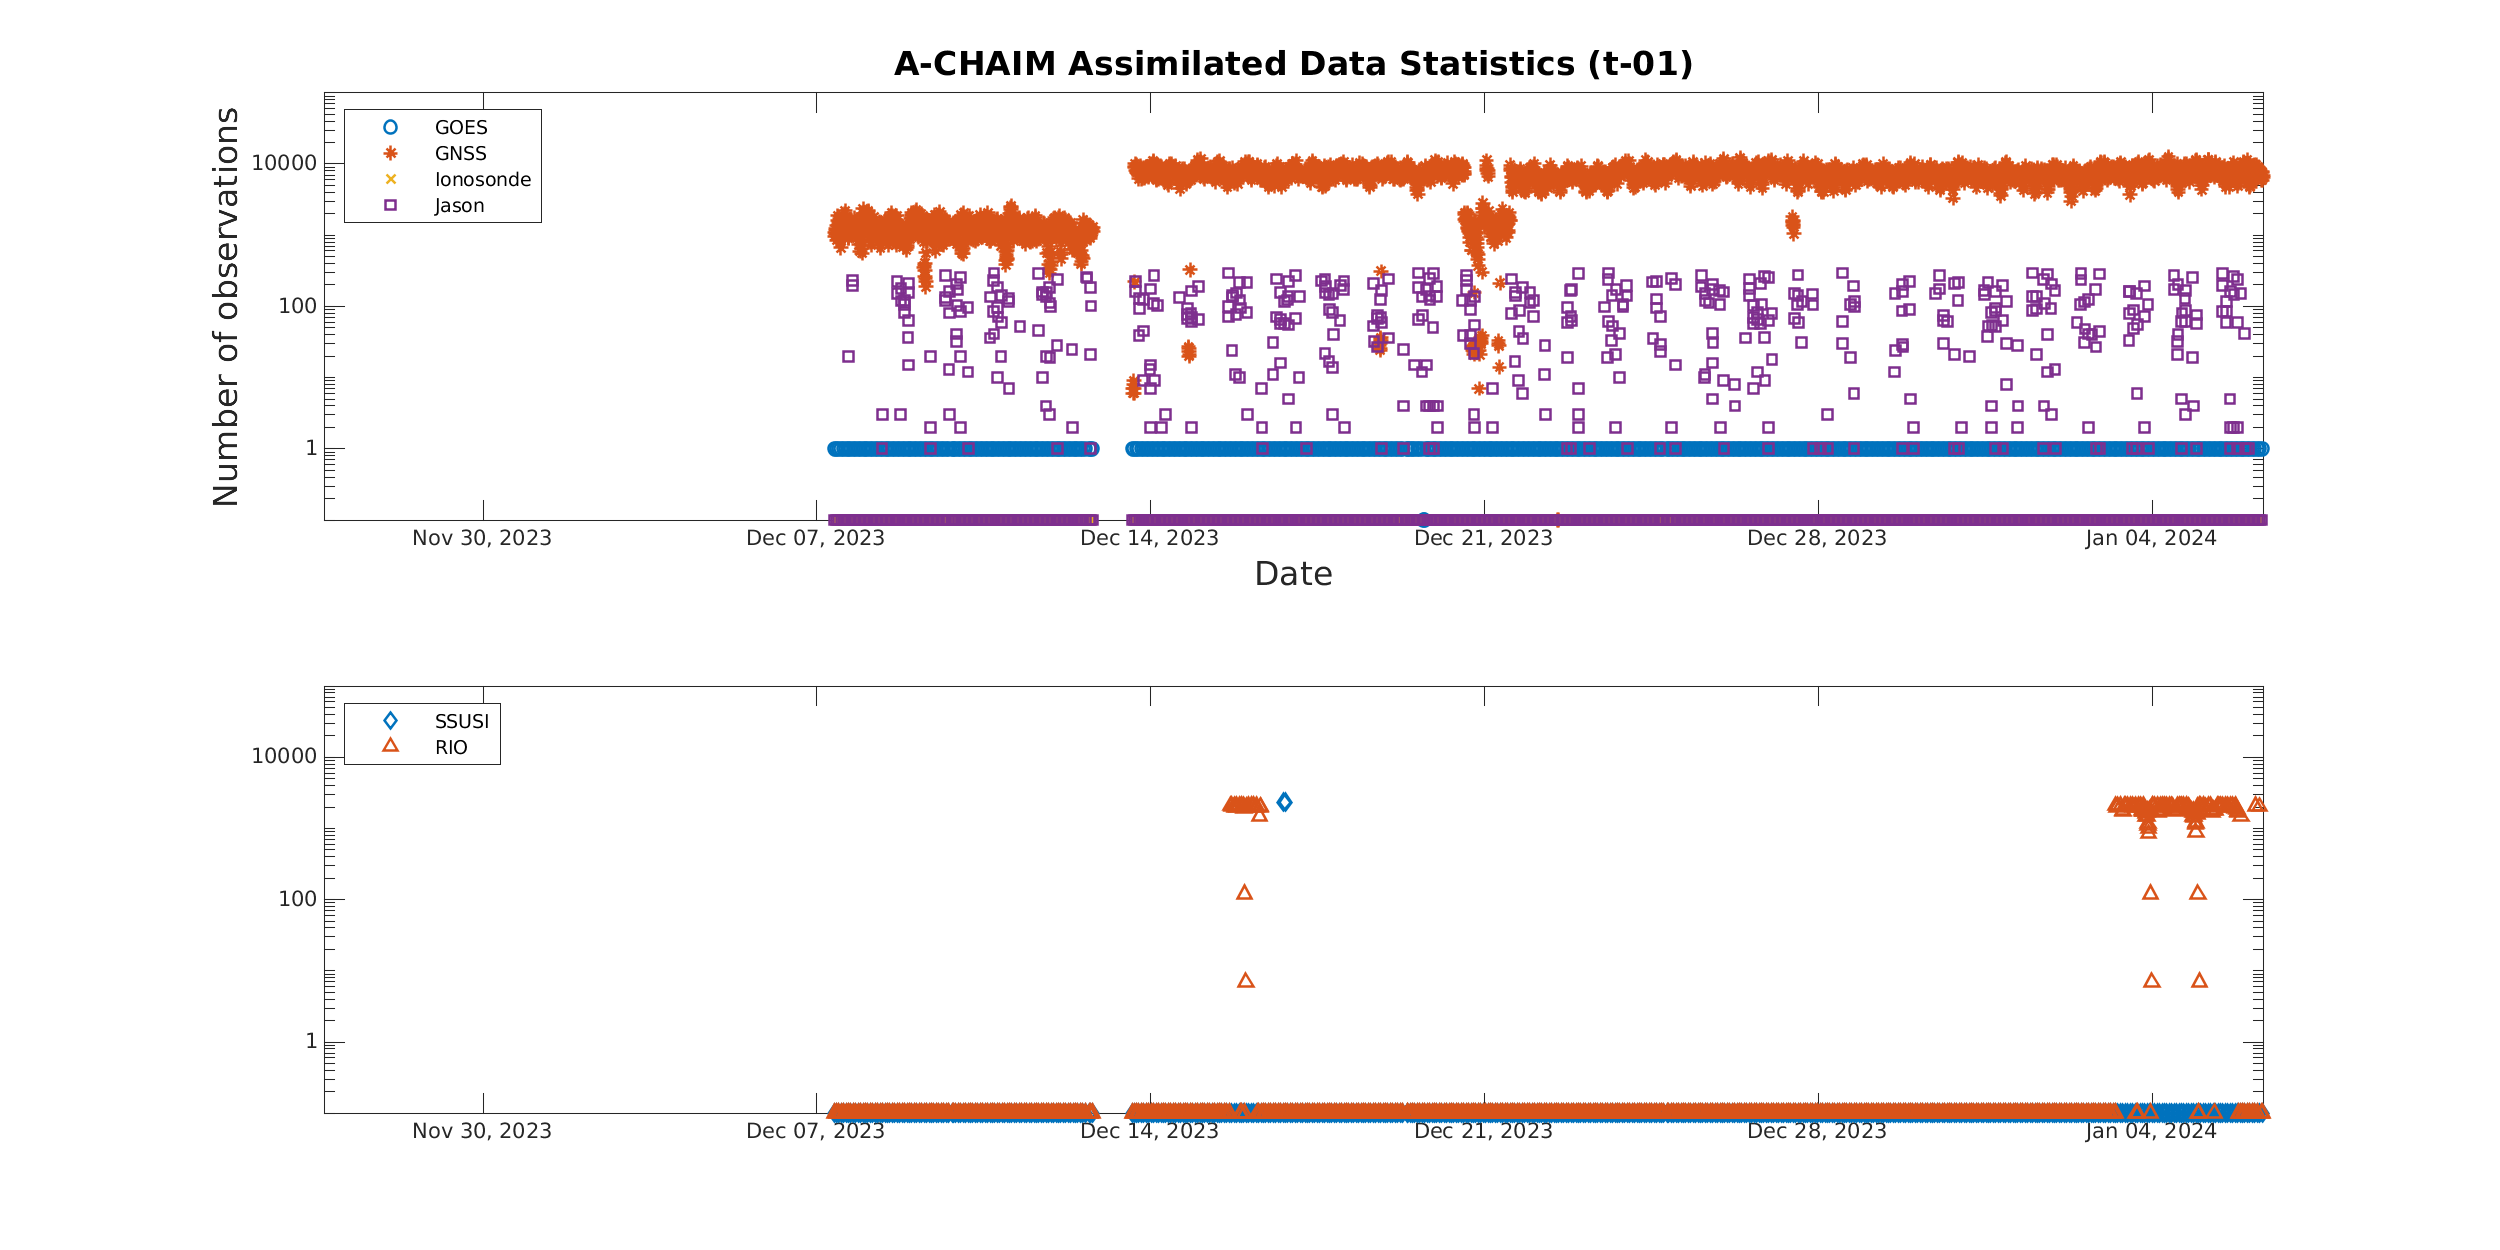 A-CHAIM Assimilated Data Statistics (t-01)
Number of observations
10000
100
1
GOES
GNSS
Ionosonde
Jason
Nov 30, 2023
Dec 07, 2023
Dec 14, 2023
Dec 21, 2023
Dec 28, 2023
Jan 04, 2024
Date
10000
100
1
SSUSI
RIO
Nov 30, 2023
Dec 07, 2023
Dec 14, 2023
Dec 21, 2023
Dec 28, 2023
Jan 04, 2024